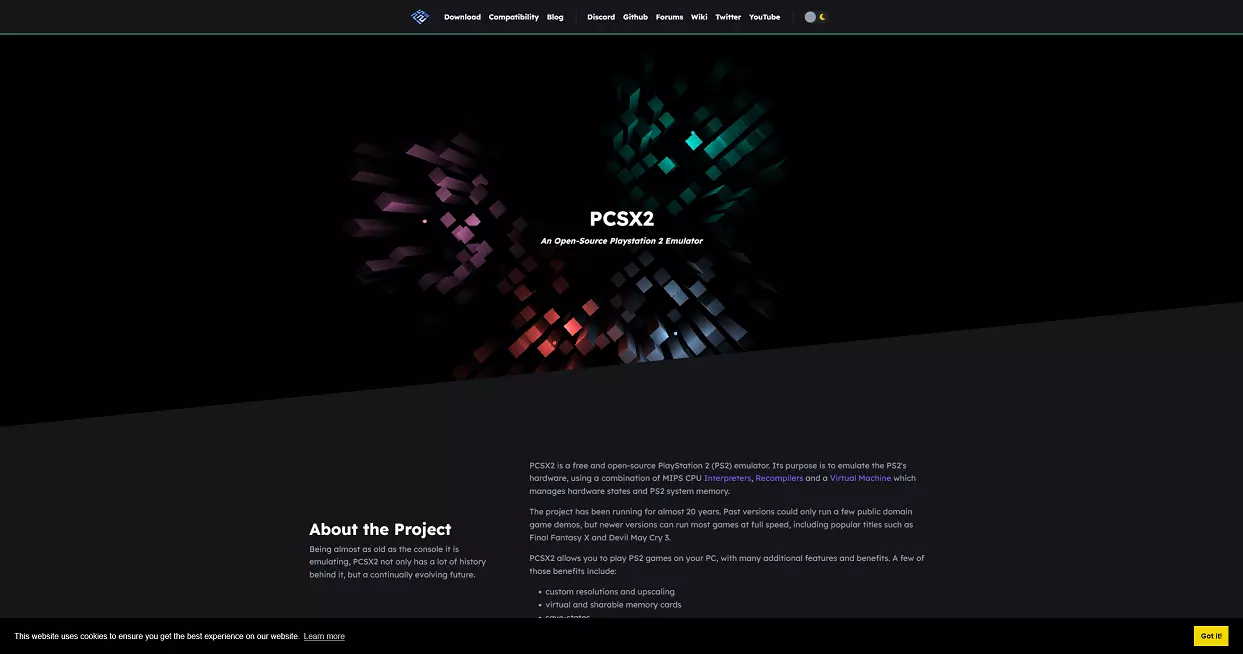 Download Compatibility Blog Discord Github Forums Wiki Twitter YouTube
PCSX2
An Open-Source Playstation 2 Emulator
About the Project
Being almost as old as the console it is
emulating, PCSX2 not only has a lot of history
behind it, but a continually evolving future.
PCSX2 is a free and open-source PlayStation 2 (PS2) emulator. Its purpose is to emulate the PS2's
hardware, using a combination of MIPS CPU Interpreters, Recompilers and a Virtual Machine which
manages hardware states and PS2 system memory.
The project has been running for almost 20 years. Past versions could only run a few public domain
game demos, but newer versions can run most games at full speed, including popular titles such as
Final Fantasy X and Devil May Cry 3.
PCSX2 allows you to play PS2 games on your PC, with many additional features and benefits. A few of
those benefits include:
• custom resolutions and upscaling
• virtual and sharable memory cards
• save-states
This website uses cookies to ensure you get the best experience on our website. Learn more
Got it!